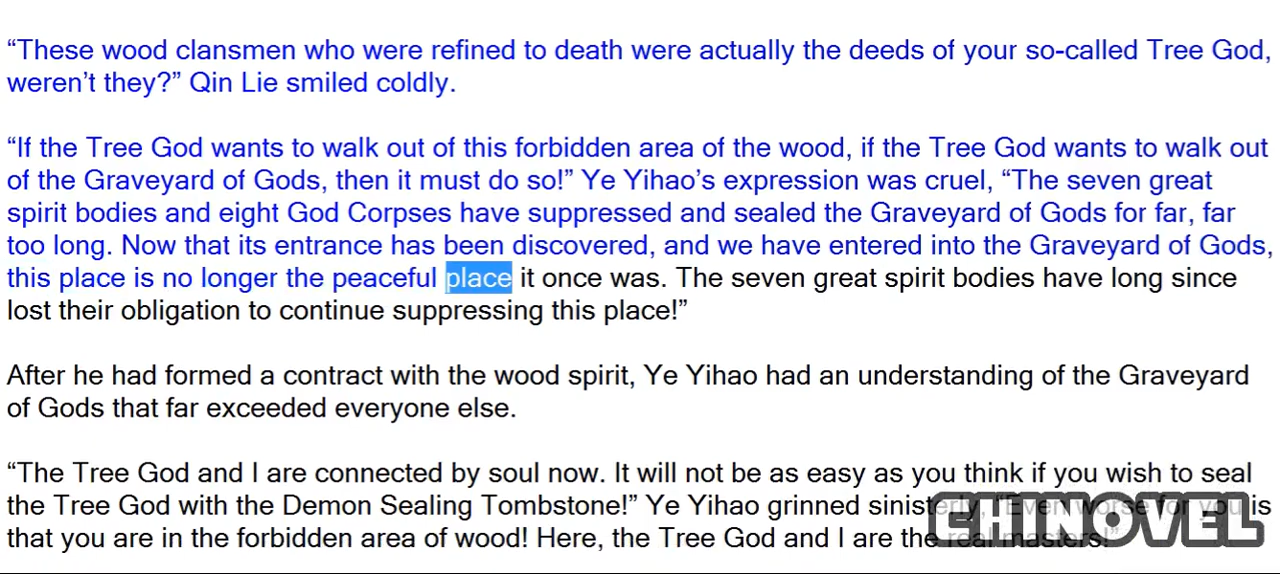 “These wood clansmen who were refined to death were actually the deeds of your so-called Tree God,
weren’t they?” Qin Lie smiled coldly.
“If the Tree God wants to walk out of this forbidden area of the wood, if the Tree God wants to walk out
of the Graveyard of Gods, then it must do so!” Ye Yihao’s expression was cruel, “The seven great
spirit bodies and eight God Corpses have suppressed and sealed the Graveyard of Gods for far, far
too long. Now that its entrance has been discovered, and we have entered into the Graveyard of Gods,
this place is no longer the peaceful place it once was. The seven great spirit bodies have long since
lost their obligation to continue suppressing this place!”
After he had formed a contract with the wood spirit, Ye Yihao had an understanding of the Graveyard
of Gods that far exceeded everyone else.
“The Tree God and I are connected by soul now. It will not be as easy as you think if you wish to seal
the Tree God with the Demon Sealing Tombstone!” Ye Yihao grinned sinisterly, “Even worse for you is
that you are in the forbidden area of wood! Here, the Tree God and I are the real masters!”
CHINOVEL